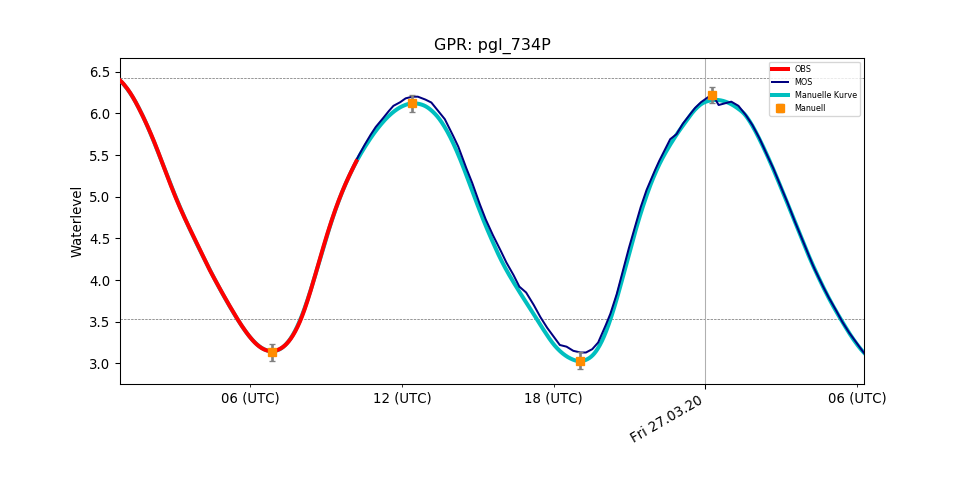 GPR: pgl_734P
OBS
MOS
Manuelle Kurve
Manuell
Waterlevel
6.5
6.0
5.5
5.0
4.5
4.0
3.5
3.0
06 (UTC)
12 (UTC)
18 (UTC)
Fri 27.03.20
06 (UTC)